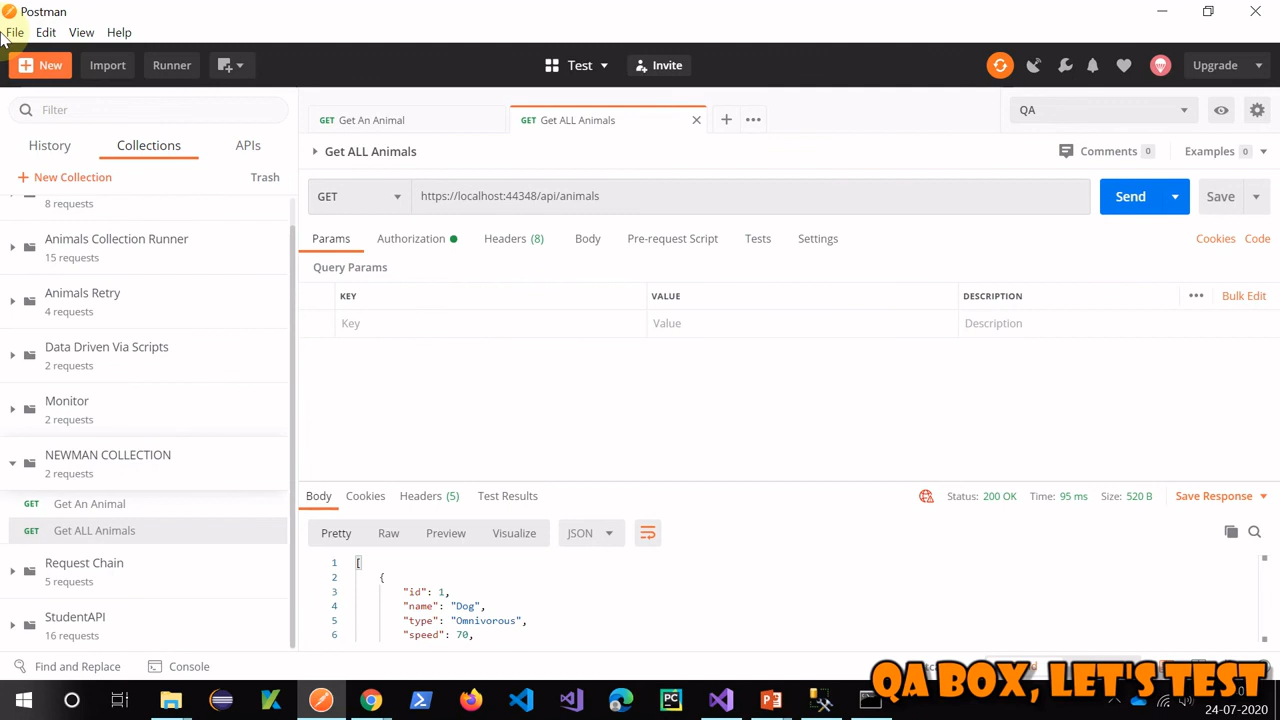 Postman
File Edit View Help
New Import Runner Test Invite Upgrade
Filter
History Collections APIs
New Collection Trash
8 requests
Animals Collection Runner
15 requests
Animals Retry
4 requests
Data Driven Via Scripts
2 requests
Monitor
2 requests
NEWMAN COLLECTION
2 requests
GET Get An Animal
GET Get ALL Animals
Request Chain
5 requests
StudentAPI
16 requests
GET Get An Animal GET Get ALL Animals QA
Get ALL Animals Comments 0 Examples 0
GET https://localhost:44348/api/animals Send Save
Params Authorization Headers (8) Body Pre-request Script Tests Settings Cookies Code
Query Params
KEY VALUE DESCRIPTION Bulk Edit
Key Value Description
Body Cookies Headers (5) Test Results Status: 200 OK Time: 95 ms Size: 520 B Save Response
Pretty Raw Preview Visualize JSON
1 [
2 {
3 "id": 1,
4 "name": "Dog",
5 "type": "Omnivorous",
6 "speed": 70,
Find and Replace Console
QA BOX, LET'S TEST
24-07-2020